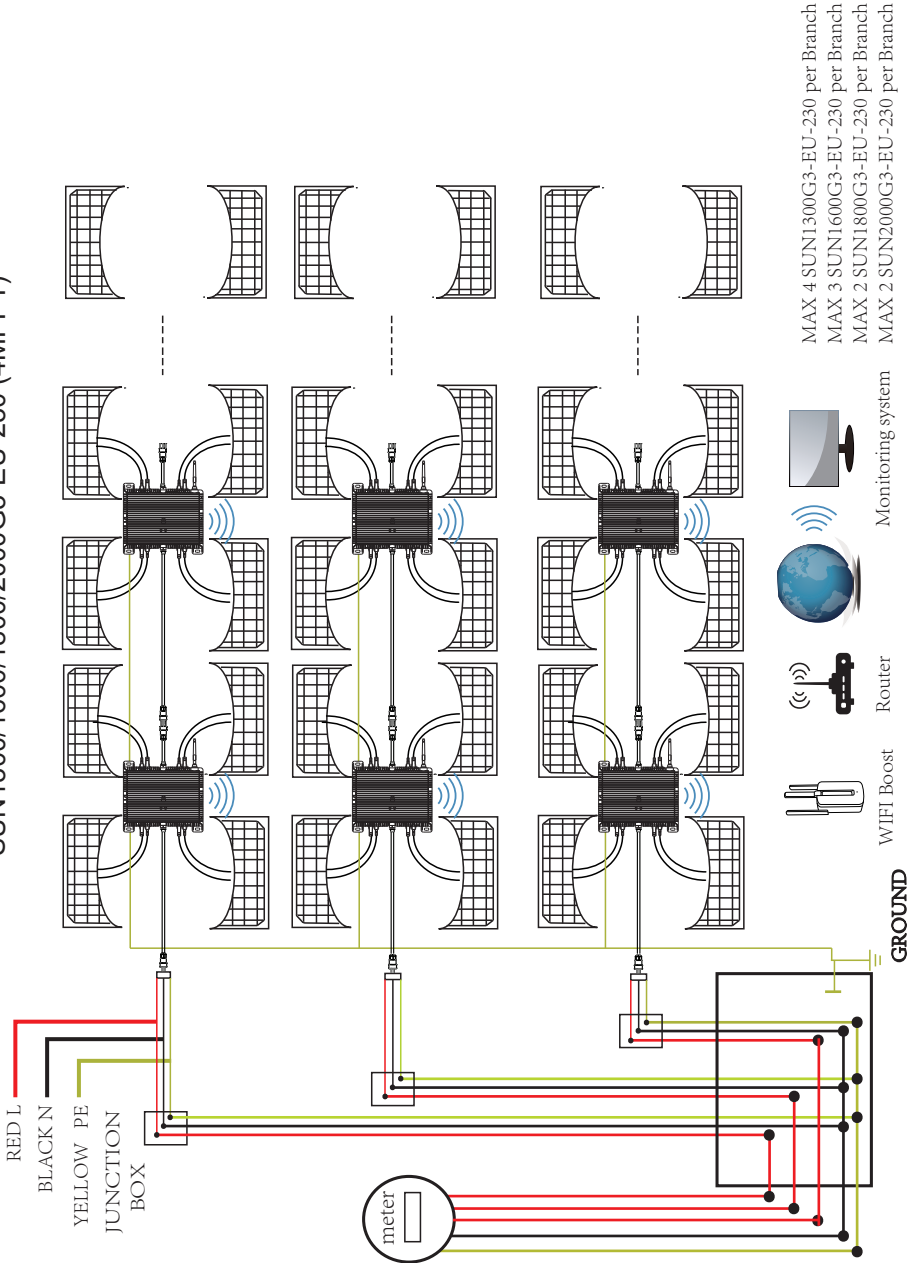 RED L
BLACK N
YELLOW PE
JUNCTION
BOX
meter
GROUND
WIFI Boost
Router
Monitoring system
MAX 4 SUN1300G3-EU-230 per Branch
MAX 3 SUN1600G3-EU-230 per Branch
MAX 2 SUN1800G3-EU-230 per Branch
MAX 2 SUN2000G3-EU-230 per Branch